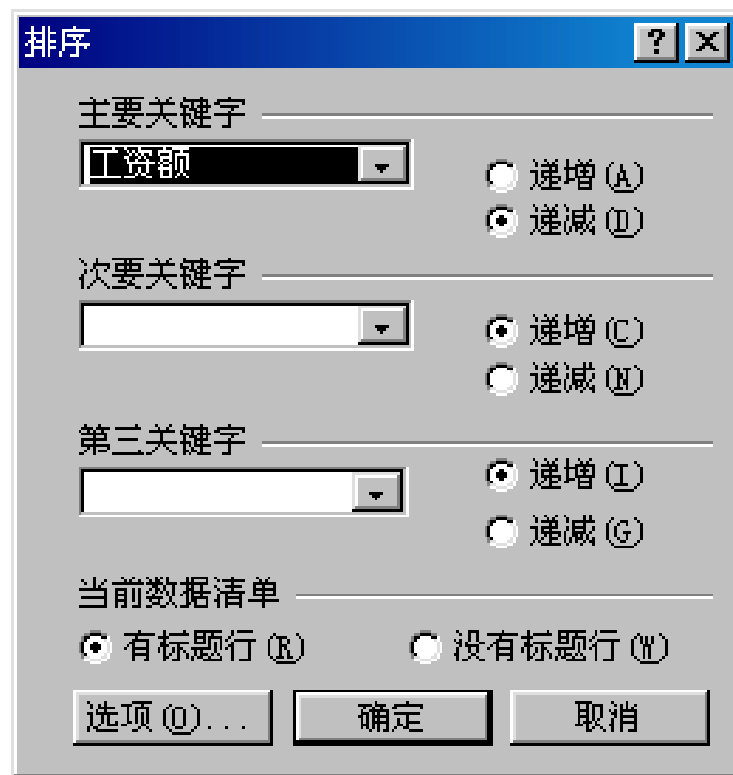 排序
主要关键字
工资额
递增(A)
递减(D)
次要关键字
递增(C)
递减(N)
第三关键字
递增(I)
递减(G)
当前数据清单
有标题行(R) 没有标题行(W)
选项(O)... 确定 取消